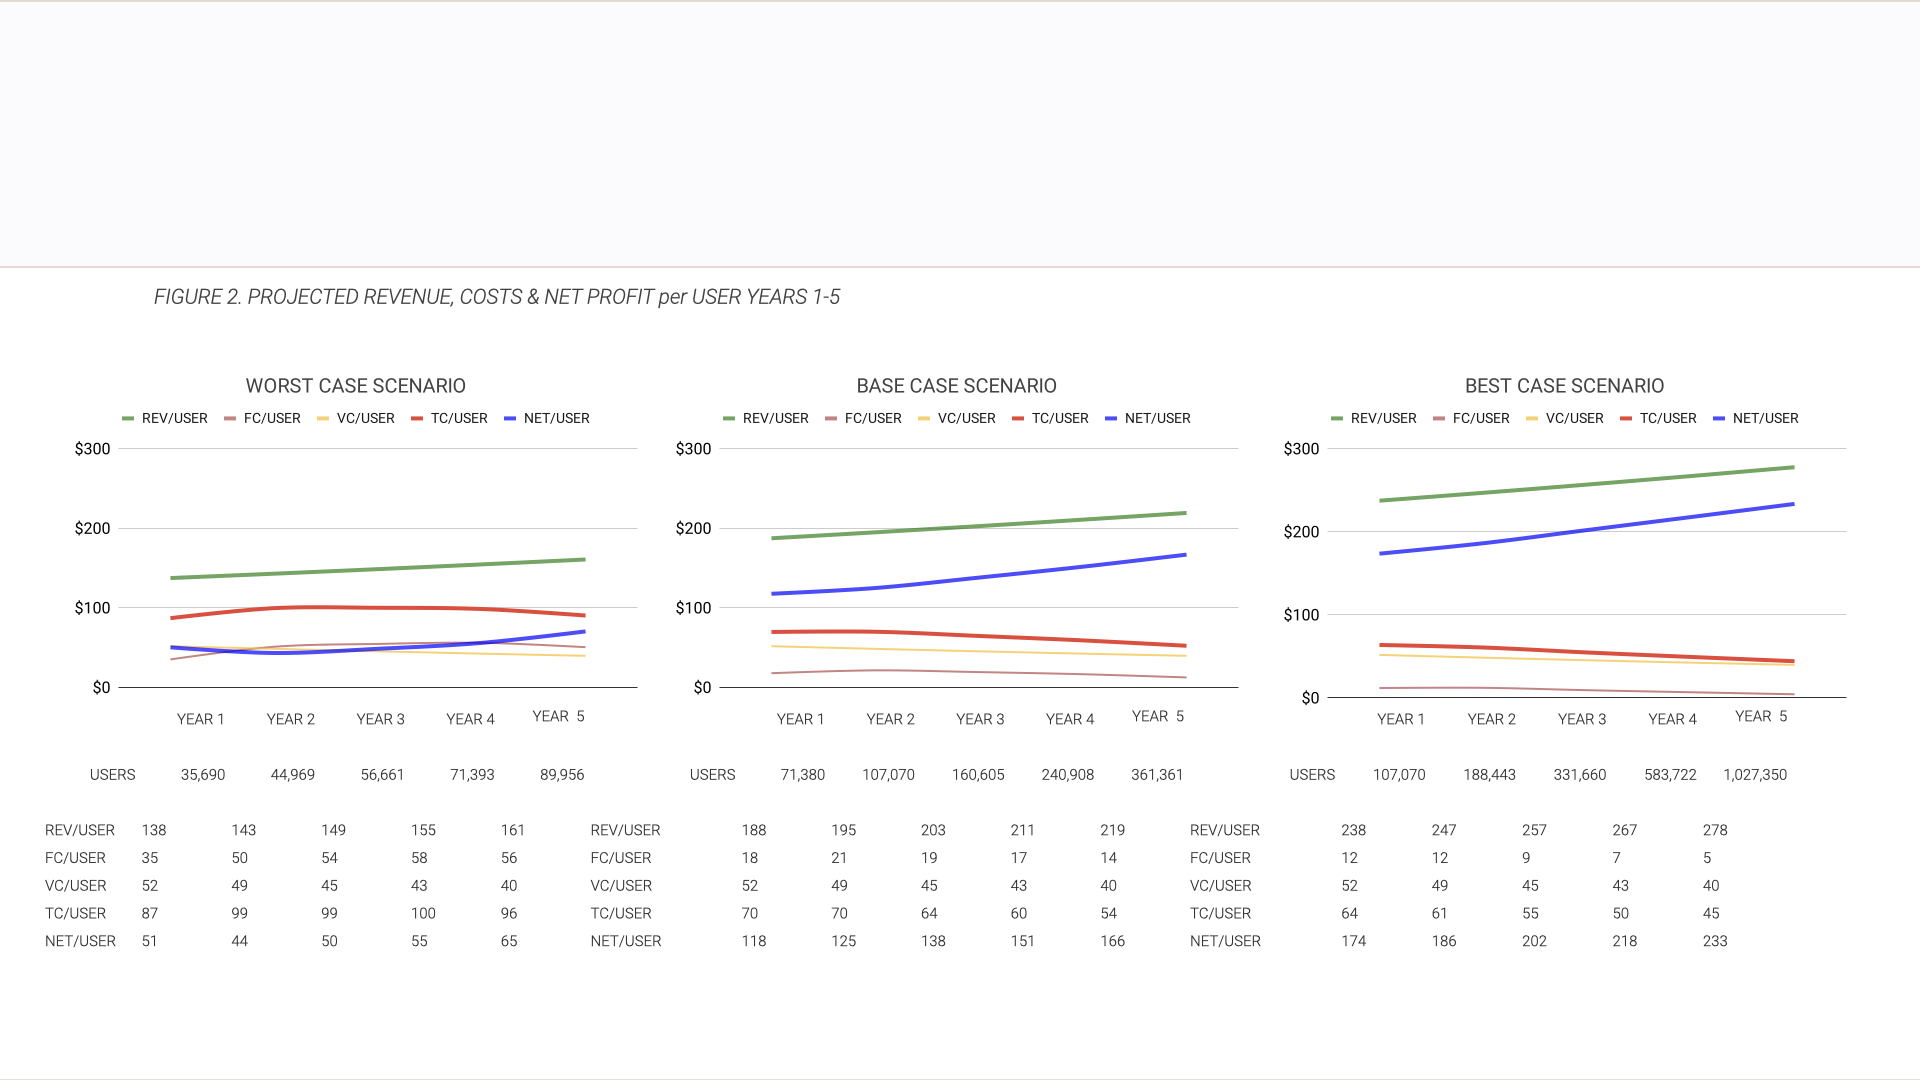 FIGURE 2. PROJECTED REVENUE, COSTS & NET PROFIT per USER YEARS 1-5
WORST CASE SCENARIO
REV/USER FC/USER VC/USER TC/USER NET/USER
$300
$200
$100
$0
YEAR 1 YEAR 2 YEAR 3 YEAR 4 YEAR 5
USERS 35,690 44,969 56,661 71,393 89,956
REV/USER 138 143 149 155 161
FC/USER 35 50 54 58 56
VC/USER 52 49 45 43 40
TC/USER 87 99 99 100 96
NET/USER 51 44 50 55 65
BASE CASE SCENARIO
REV/USER FC/USER VC/USER TC/USER NET/USER
$300
$200
$100
$0
YEAR 1 YEAR 2 YEAR 3 YEAR 4 YEAR 5
USERS 71,380 107,070 160,605 240,908 361,361
REV/USER 188 195 203 211 219
FC/USER 18 21 19 17 14
VC/USER 52 49 45 43 40
TC/USER 70 70 64 60 54
NET/USER 118 125 138 151 166
BEST CASE SCENARIO
REV/USER FC/USER VC/USER TC/USER NET/USER
$300
$200
$100
$0
YEAR 1 YEAR 2 YEAR 3 YEAR 4 YEAR 5
USERS 107,070 188,443 331,660 583,722 1,027,350
REV/USER 238 247 257 267 278
FC/USER 12 12 9 7 5
VC/USER 52 49 45 43 40
TC/USER 64 61 55 50 45
NET/USER 174 186 202 218 233